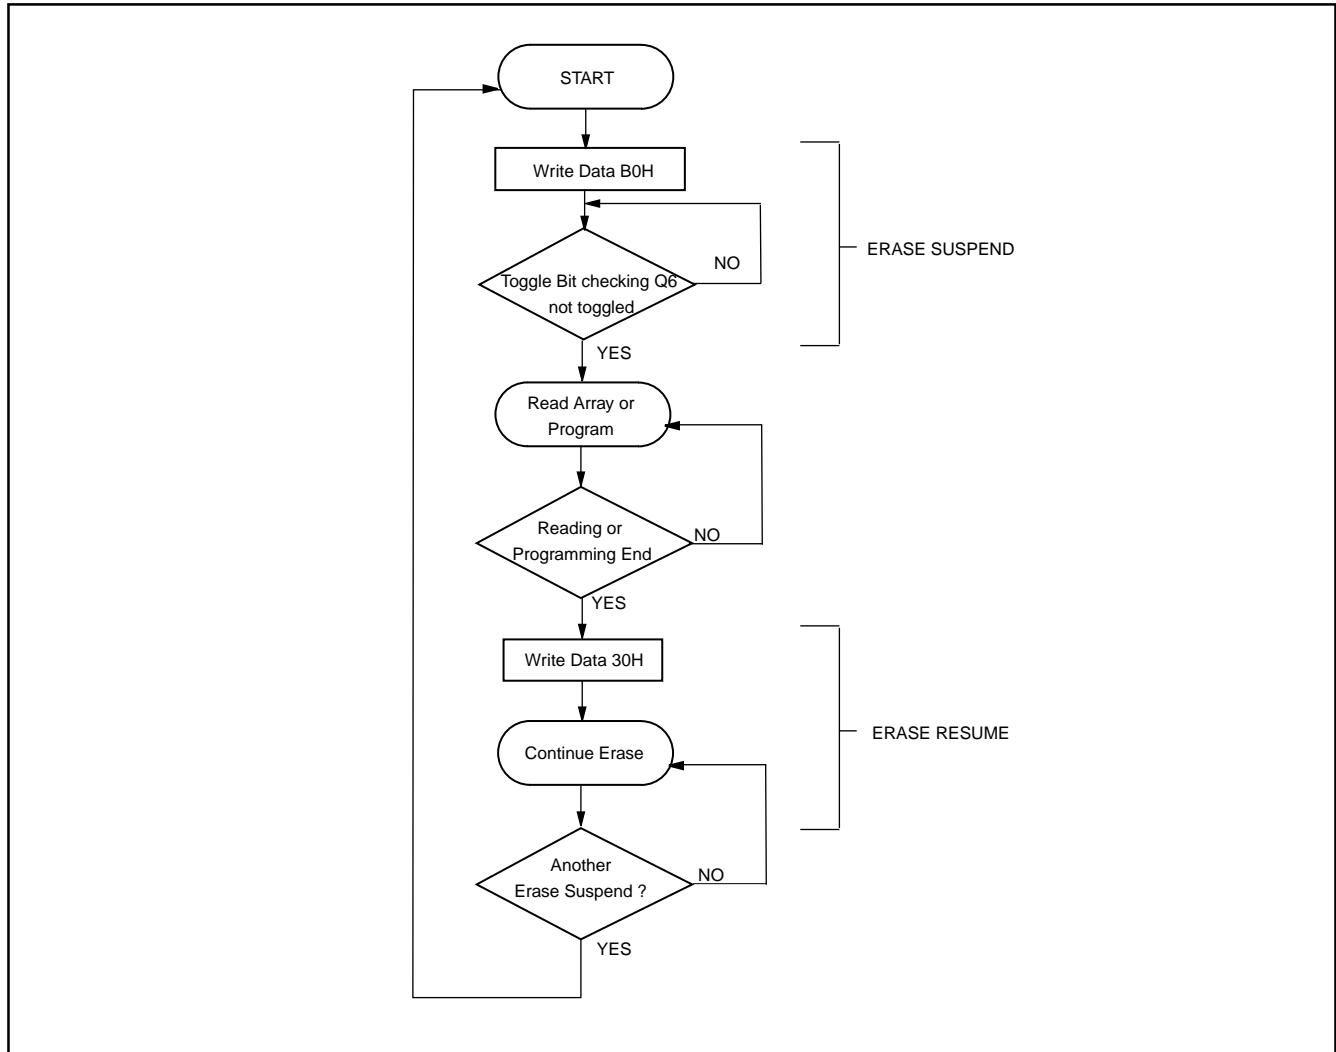 START
Write Data B0H
ERASE SUSPEND
NO
Toggle Bit checking Q6
not toggled
YES
Read Array or
Program
Reading or
NO
Programming End
YES
Write Data 30H
ERASE RESUME
Continue Erase
Another
NO
Erase Suspend ?
YES